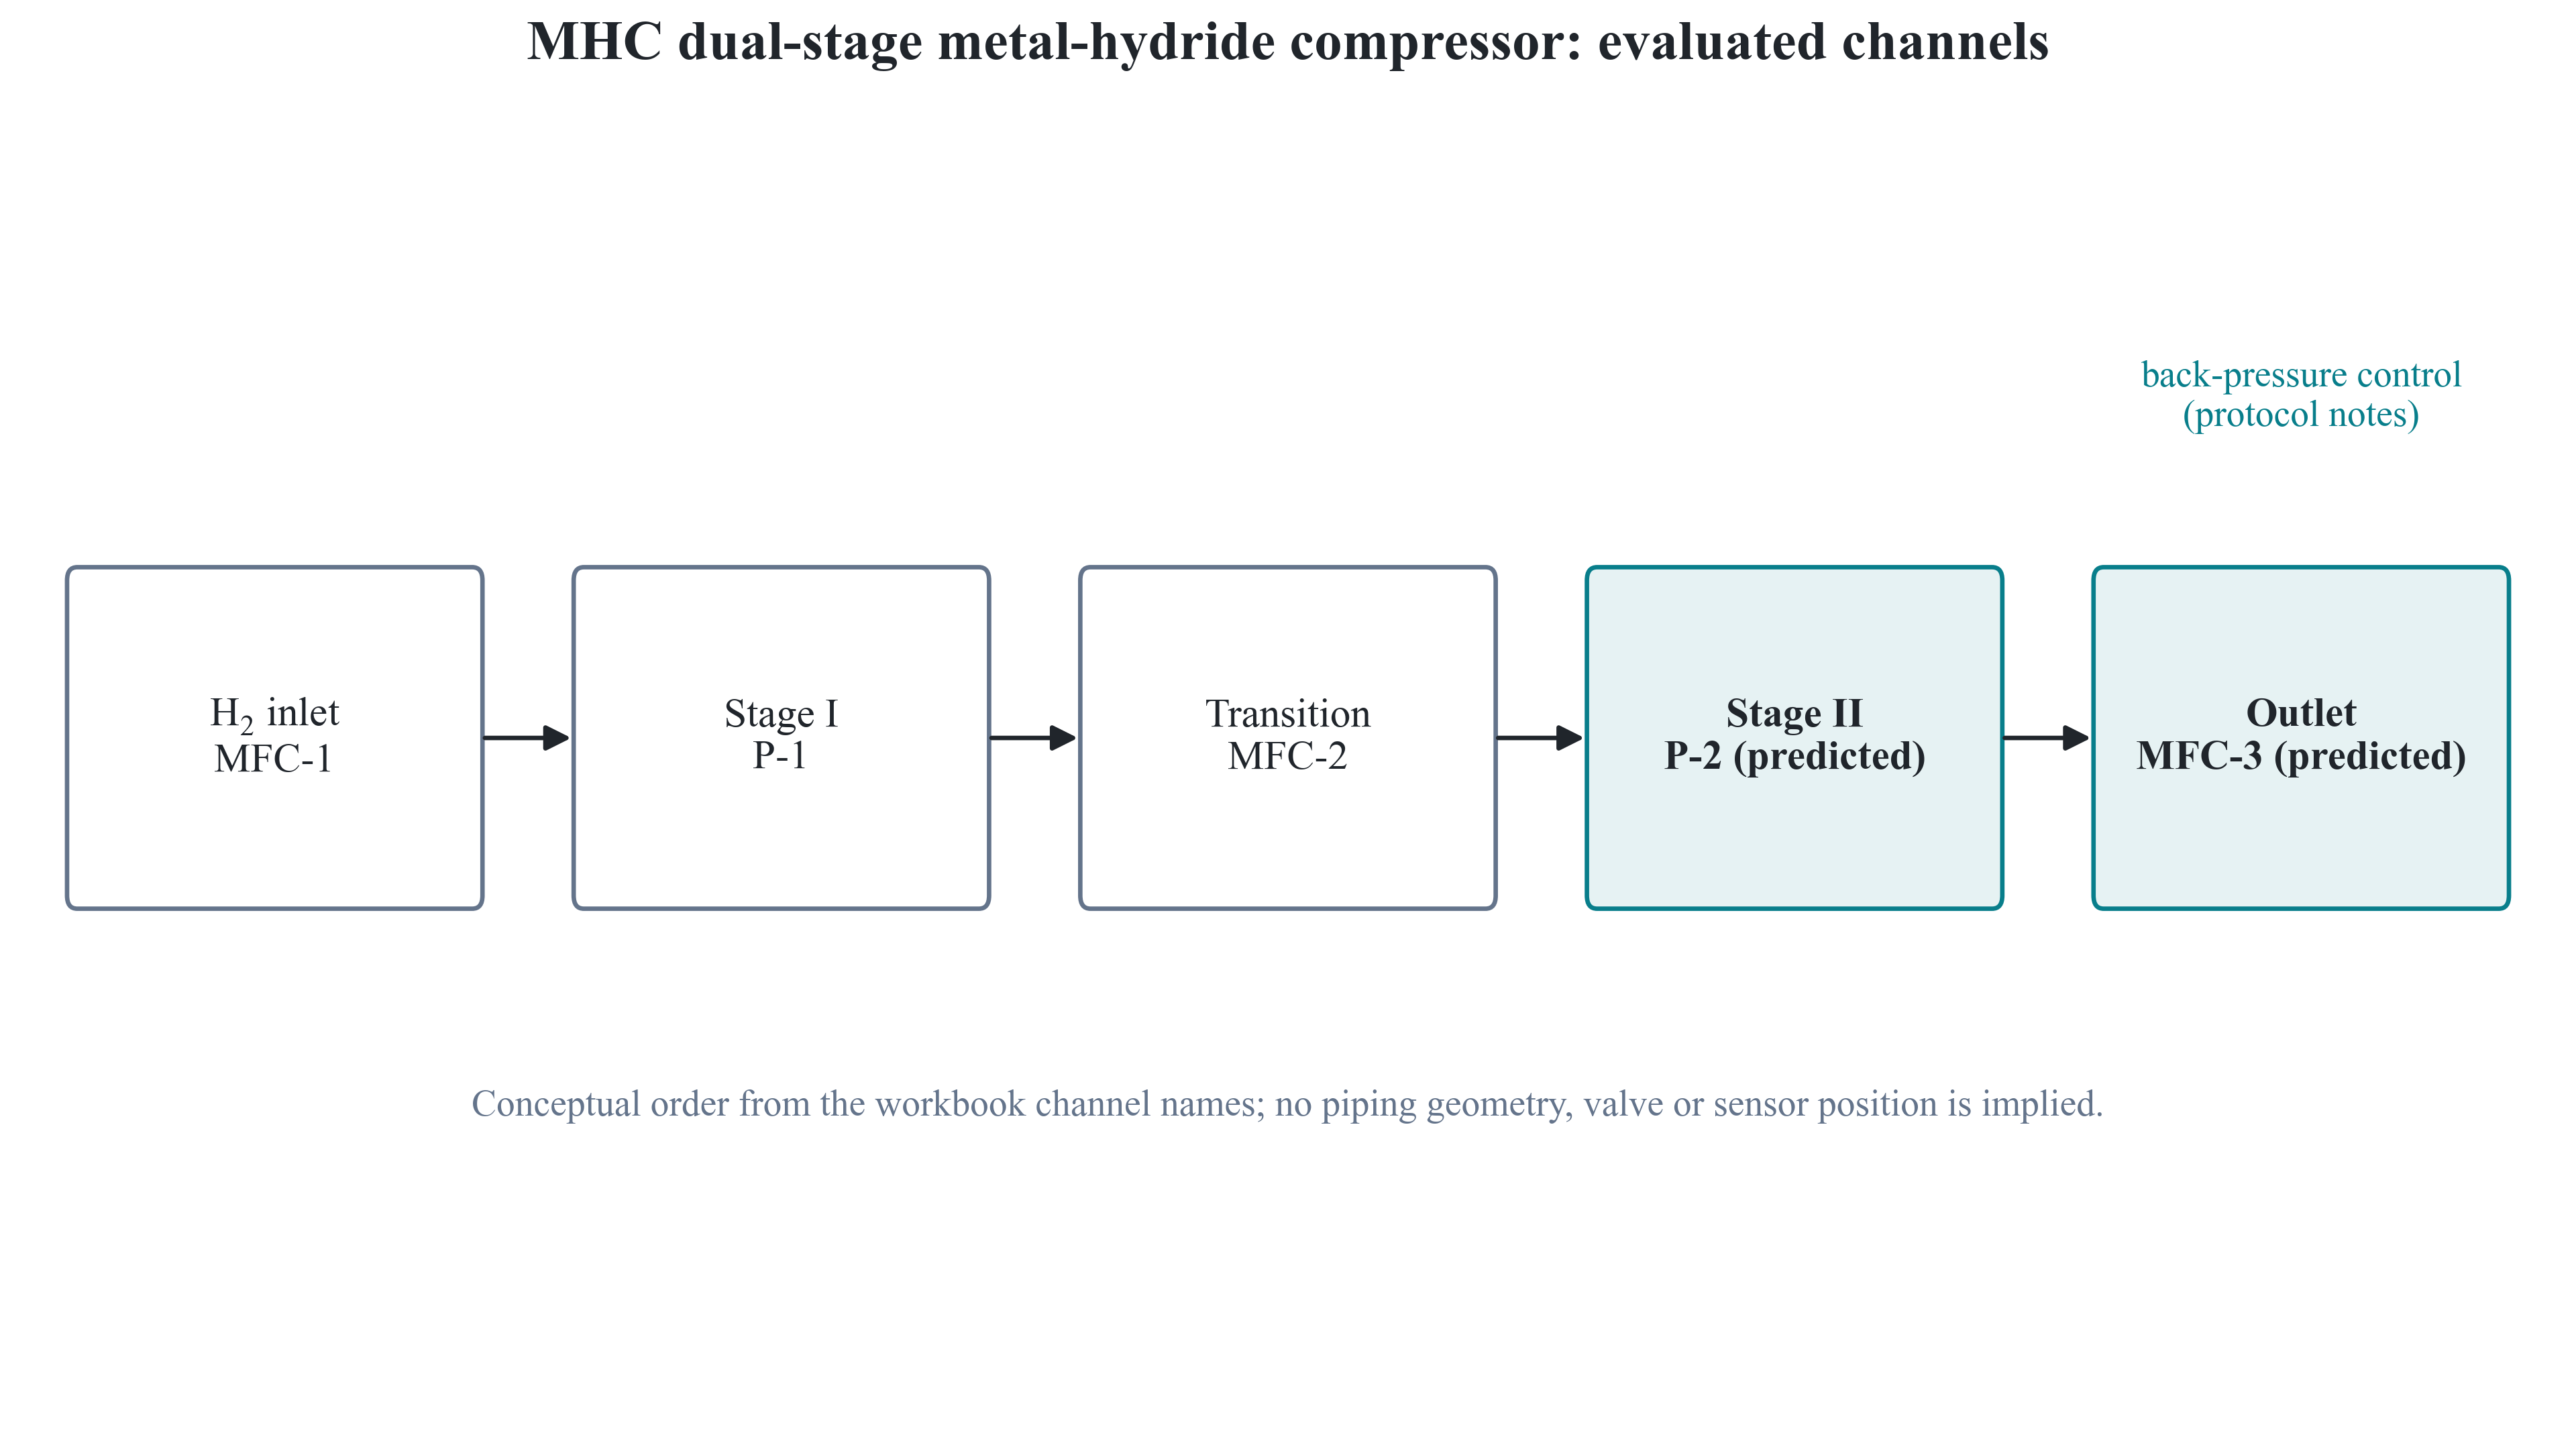 MHC dual-stage metal-hydride compressor: evaluated channels
back-pressure control
(protocol notes)
H₂ inlet
MFC-1
Stage I
P-1
Transition
MFC-2
Stage II
P-2 (predicted)
Outlet
MFC-3 (predicted)
Conceptual order from the workbook channel names; no piping geometry, valve or sensor position is implied.